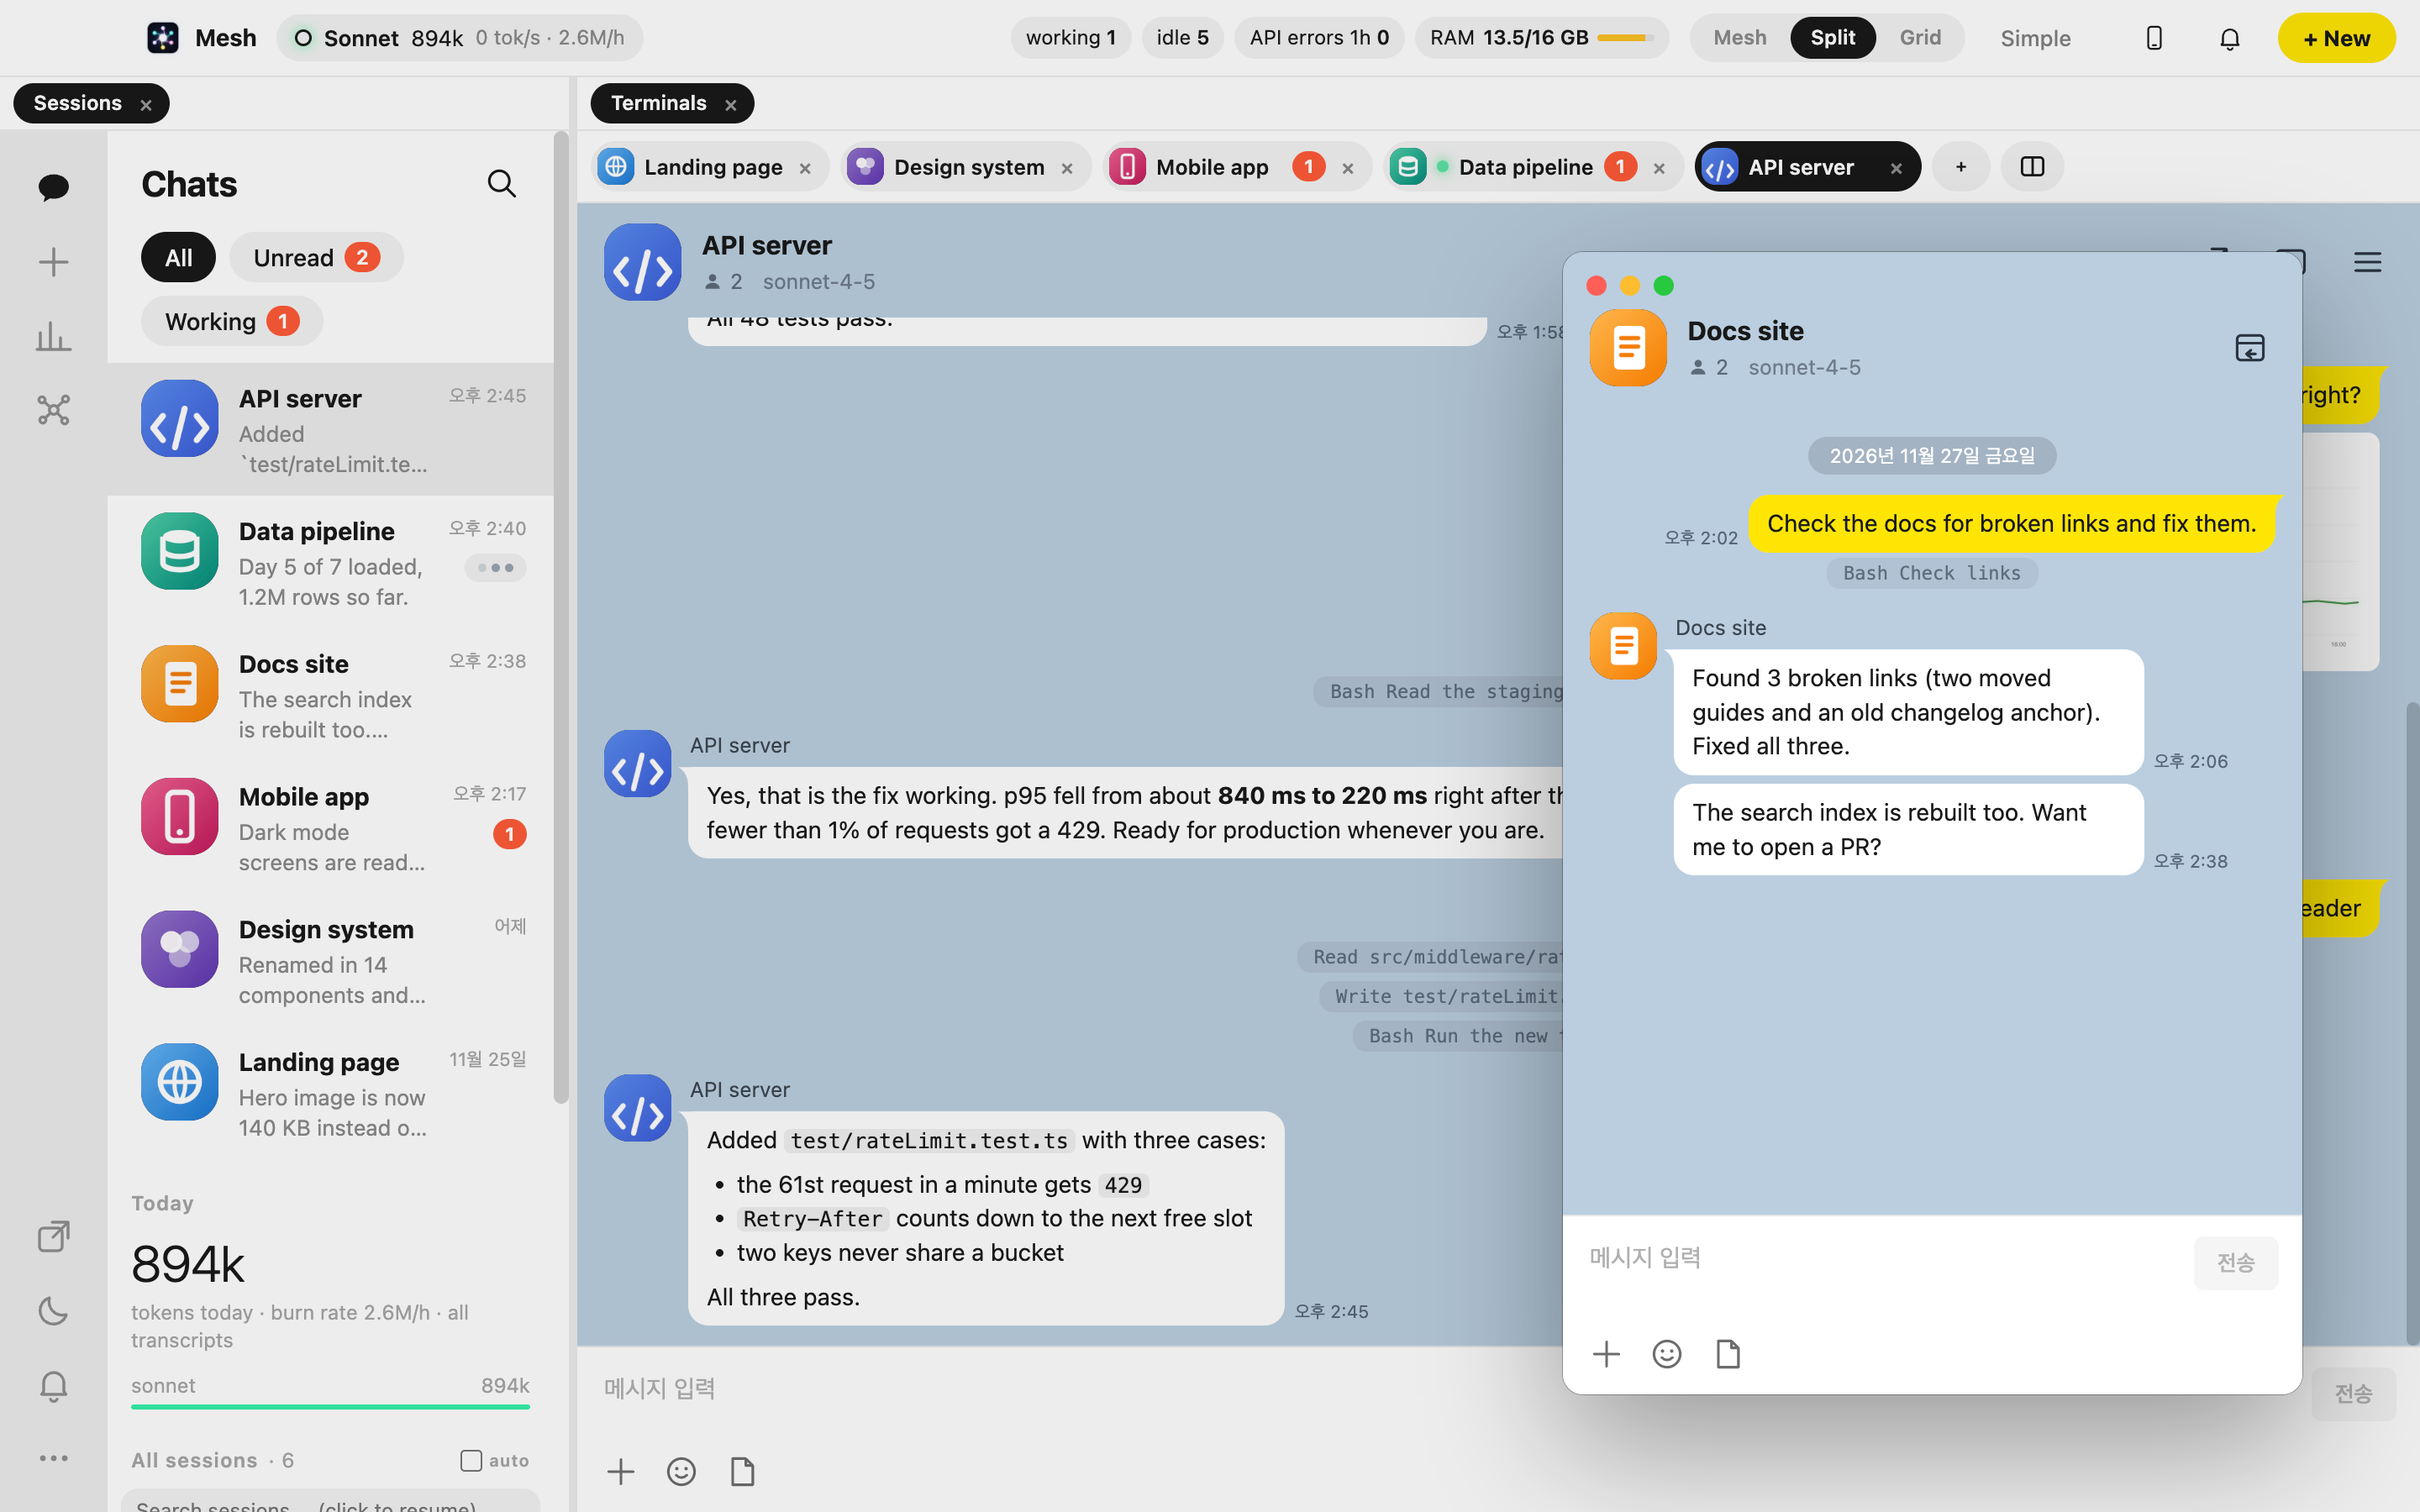 Mesh
Sonnet 894k 0 tok/s · 2.6M/h
working 1
idle 5
API errors 1h 0
RAM 13.5/16 GB
Mesh
Split
Grid
Simple
+ New
Sessions ×
Terminals ×
Chats
All
Unread 2
Working 1
API server 오후 2:45
Added
`test/rateLimit.te...
Data pipeline 오후 2:40
Day 5 of 7 loaded,
1.2M rows so far.
Docs site 오후 2:38
The search index
is rebuilt too....
Mobile app 오후 2:17
Dark mode 1
screens are read...
Design system 어제
Renamed in 14
components and...
Landing page 11월 25일
Hero image is now
140 KB instead o...
Today
894k
tokens today · burn rate 2.6M/h · all
transcripts
sonnet 894k
All sessions · 6 auto
Search sessions... (click to resume)
Landing page ×
Design system ×
Mobile app 1 ×
Data pipeline 1 ×
API server ×
+
API server
2 sonnet-4-5
All 48 tests pass.
오후 1:58
right?
16:00
Bash Read the staging
API server
Yes, that is the fix working. p95 fell from about 840 ms to 220 ms right after
fewer than 1% of requests got a 429. Ready for production whenever you are.
eader
Read src/middleware/ra
Write test/rateLimit.
Bash Run the new
API server
Added test/rateLimit.test.ts with three cases:
• the 61st request in a minute gets 429
• Retry-After counts down to the next free slot
• two keys never share a bucket
All three pass.
오후 2:45
메시지 입력
전송
Docs site
2 sonnet-4-5
2026년 11월 27일 금요일
Check the docs for broken links and fix them.
오후 2:02
Bash Check links
Docs site
Found 3 broken links (two moved
guides and an old changelog anchor).
Fixed all three.
오후 2:06
The search index is rebuilt too. Want
me to open a PR?
오후 2:38
메시지 입력
전송